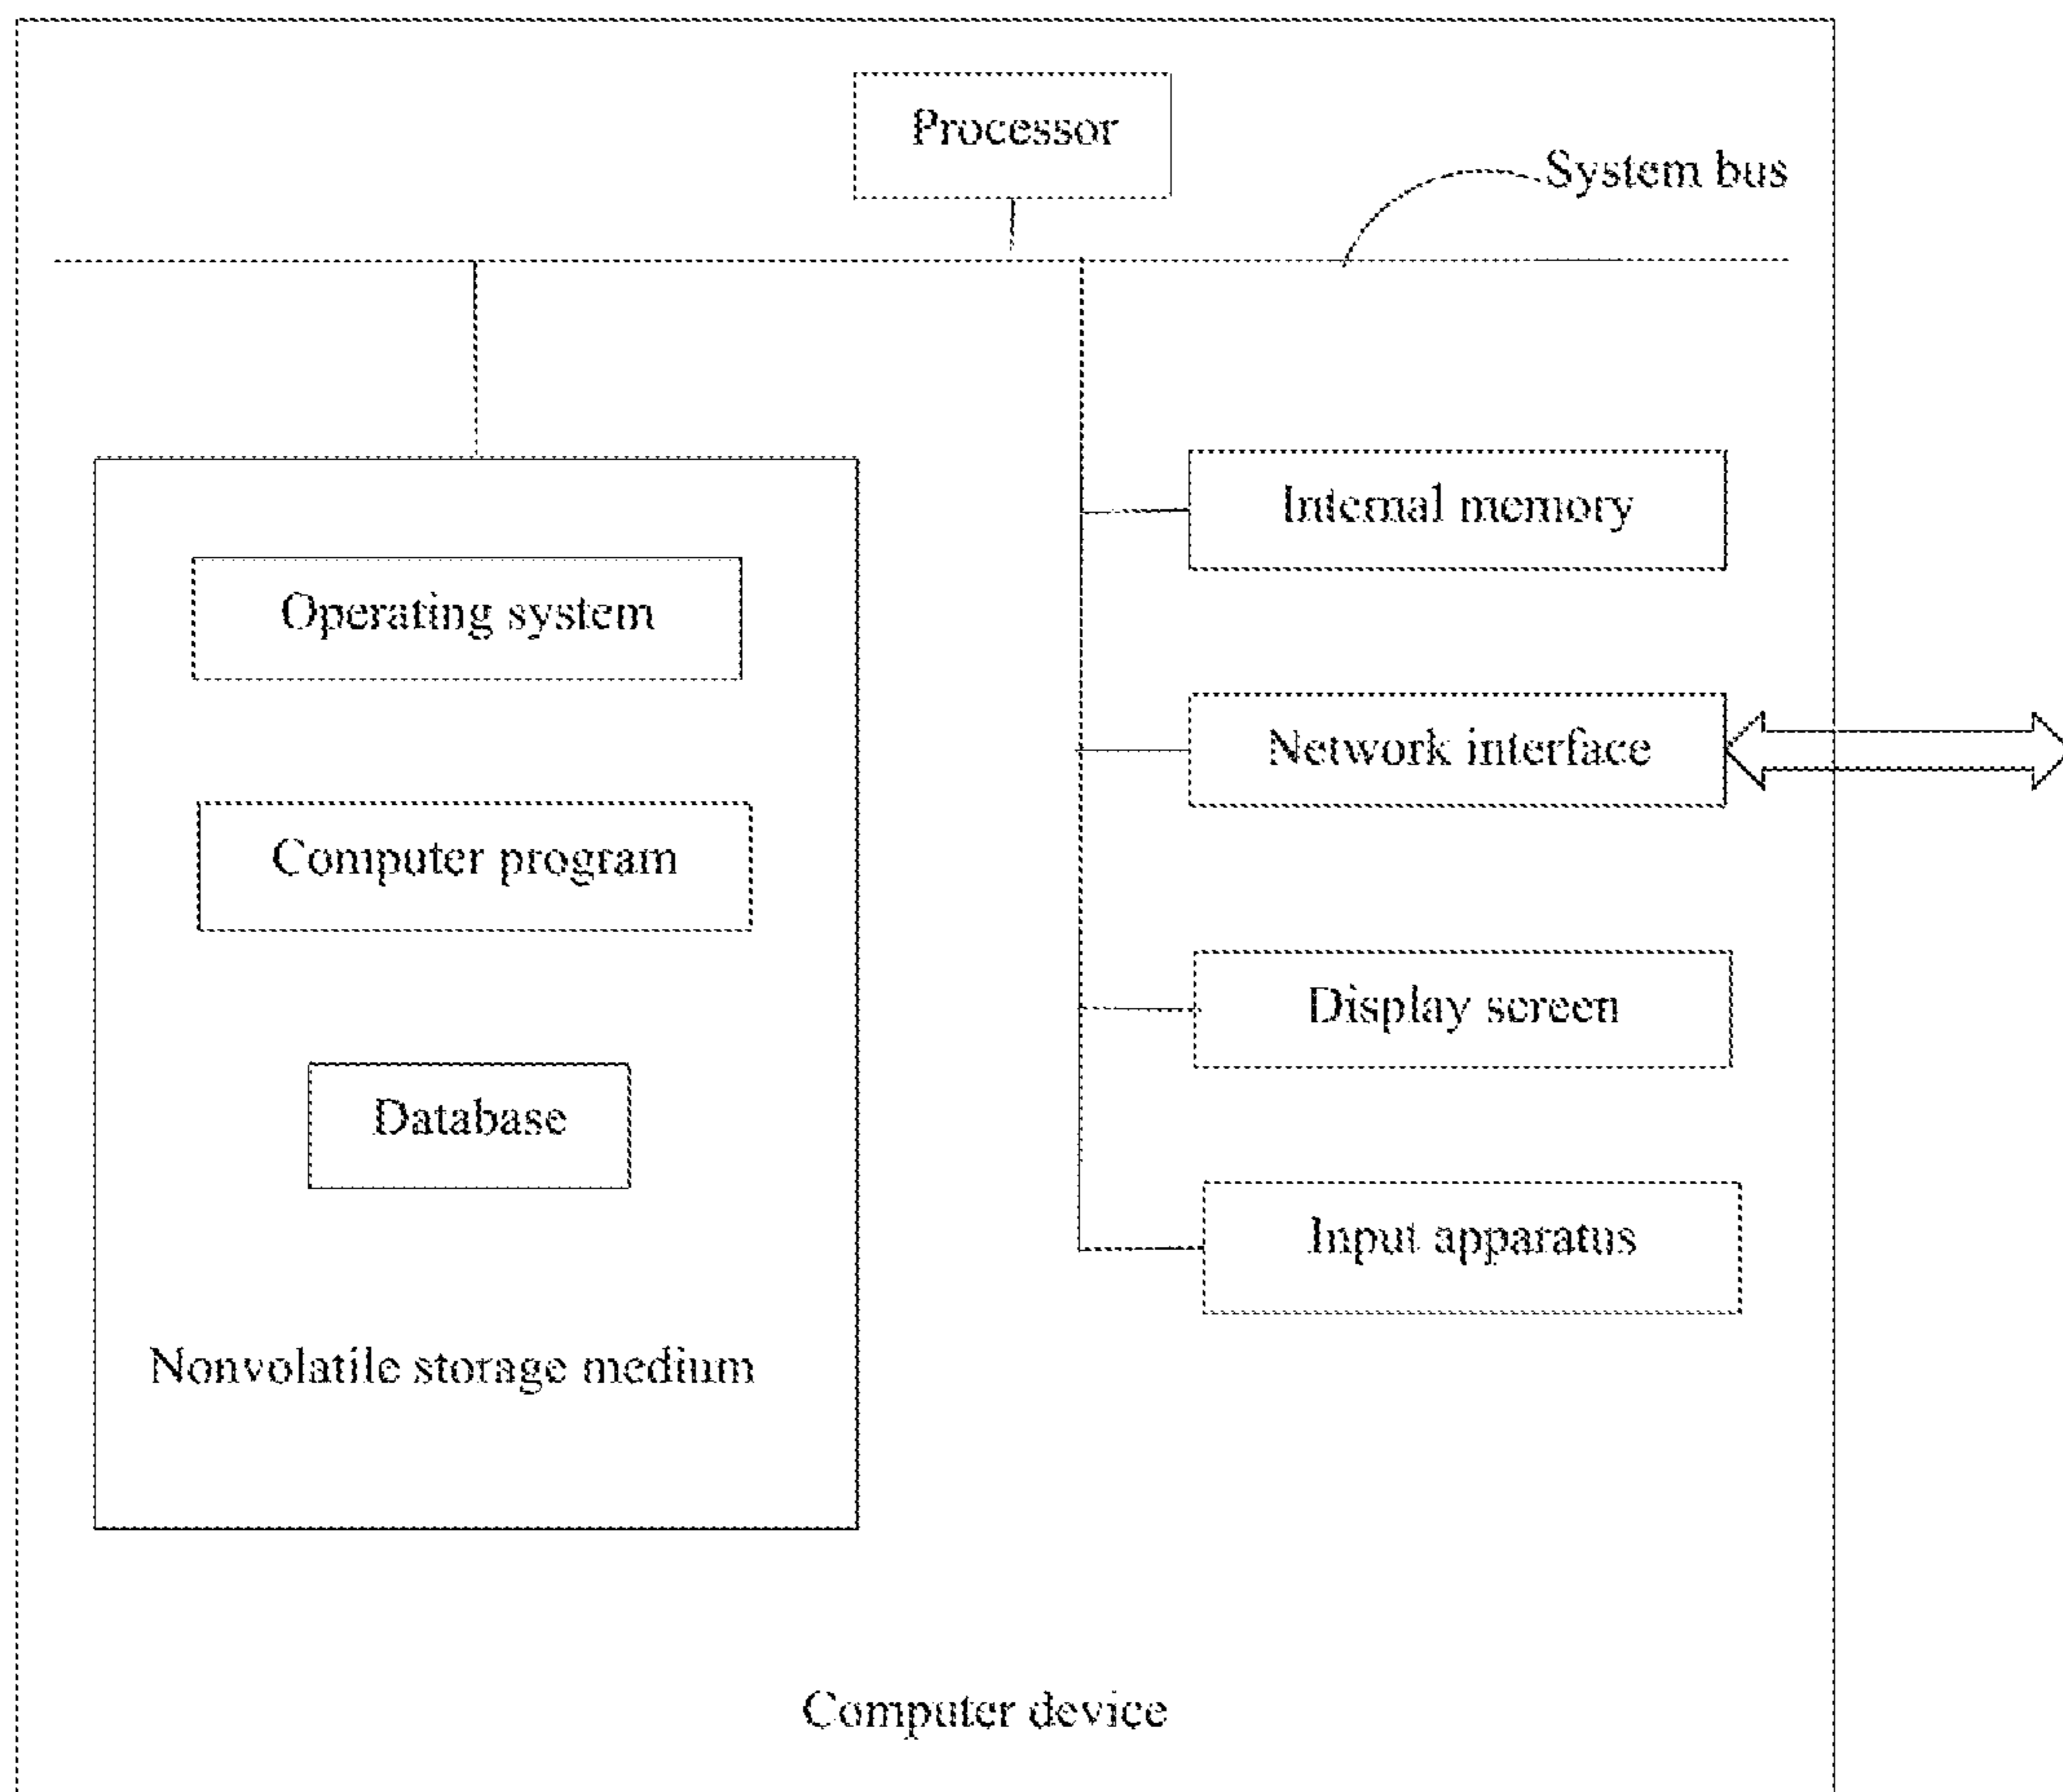 Processor
System bus
Internal memory
Operating system
Network interface
Computer program
Display screen
Database
Input apparatus
Nonvolatile storage medium
Computer device